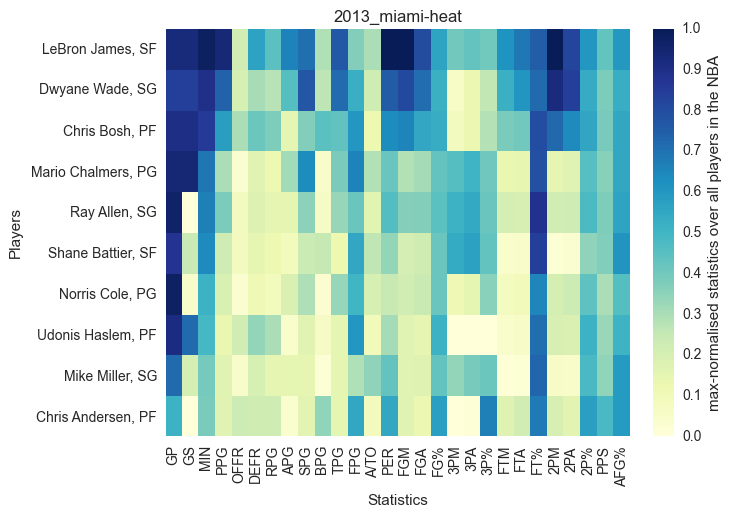 2013_miami-heat
Players
LeBron James, SF
Dwyane Wade, SG
Chris Bosh, PF
Mario Chalmers, PG
Ray Allen, SG
Shane Battier, SF
Norris Cole, PG
Udonis Haslem, PF
Mike Miller, SG
Chris Andersen, PF
GP GS MIN PPG OFFR DEFR RPG APG SPG BPG TPG FPG A/TO PER FGM FGA FG% 3PM 3PA 3P% FTM FTA FT% 2PM 2PA 2P% PPS AFG%
Statistics
1.0
0.9
0.8
0.7
0.6
0.5
0.4
0.3
0.2
0.1
0.0
max-normalised statistics over all players in the NBA